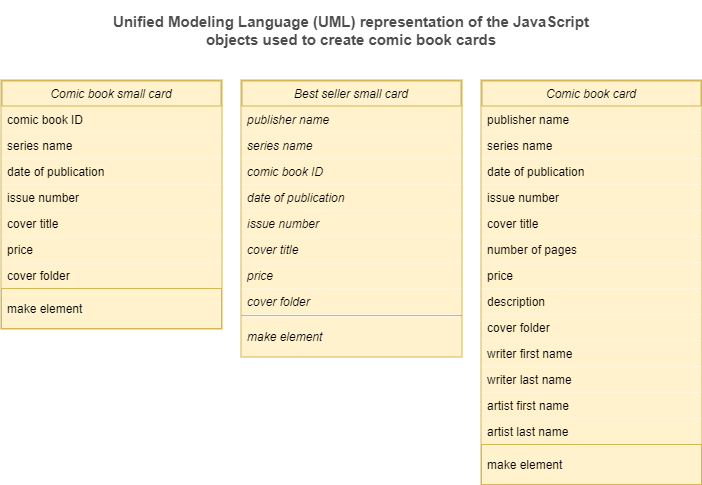 Unified Modeling Language (UML) representation of the JavaScript
objects used to create comic book cards
Comic book small card
comic book ID
series name
date of publication
issue number
cover title
price
cover folder
make element
Best seller small card
publisher name
series name
comic book ID
date of publication
issue number
cover title
price
cover folder
make element
Comic book card
publisher name
series name
date of publication
issue number
cover title
number of pages
price
description
cover folder
writer first name
writer last name
artist first name
artist last name
make element